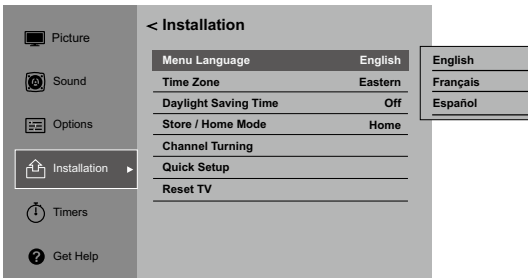 Picture
Sound
Options
Installation
Timers
Get Help
< Installation
Menu Language English
Time Zone Eastern
Daylight Saving Time Off
Store / Home Mode Home
Channel Turning
Quick Setup
Reset TV
English
Français
Español